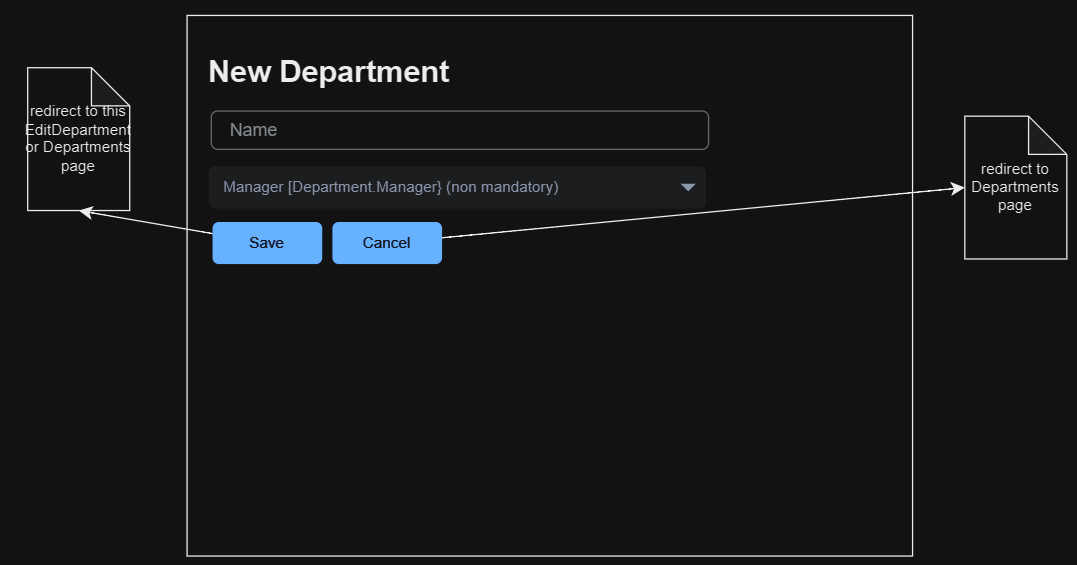 New Department
redirect to this
EditDepartment
or Departments
page
Name
redirect to
Departments
page
Manager [Department.Manager} (non mandatory)
Save
Cancel